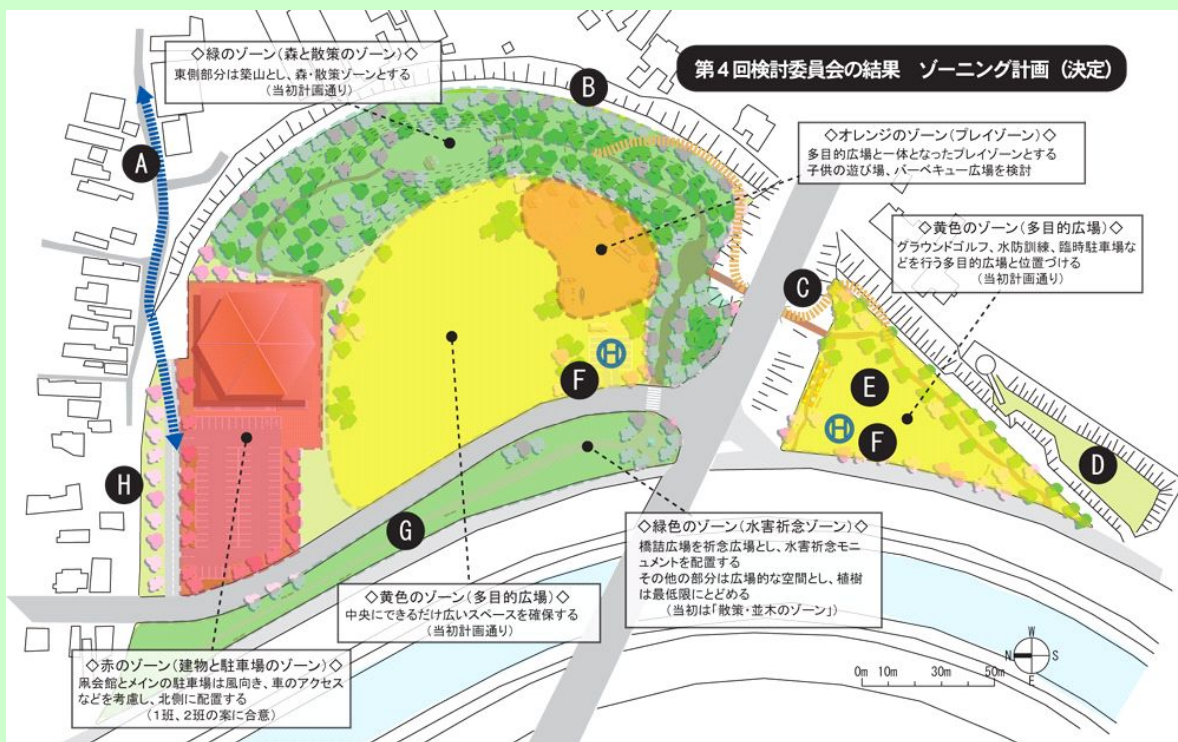 第4回検討委員会の結果　ゾーニング計画（決定）
◇緑のゾーン（森と散策のゾーン）◇
東側部分は築山とし、森・散策ゾーンとする
（当初計画通り）
B
A
◇オレンジのゾーン（プレイゾーン）◇
多目的広場と一体となったプレイゾーンとする
子供の遊び場、バーベキュー広場を検討
◇黄色のゾーン（多目的広場）◇
グラウンドゴルフ、水防訓練、臨時駐車場な
どを行う多目的広場と位置づける
（当初計画通り）
C
H
F
E
H
F
D
H
G
◇緑色のゾーン（水害祈念ゾーン）◇
橋詰広場を祈念広場とし、水害祈念モニ
ュメントを配置する
その他の部分は広場的な空間とし、植樹
は最低限にとどめる
（当初は「散策・並木のゾーン」）
◇黄色のゾーン（多目的広場）◇
中央にできるだけ広いスペースを確保する
（当初計画通り）
◇赤のゾーン（建物と駐車場のゾーン）◇
凧会館とメインの駐車場は風向き、車のアクセス
などを考慮し、北側に配置する
（1班、2班の案に合意）
W
N S
E
0m 10m 30m 50m